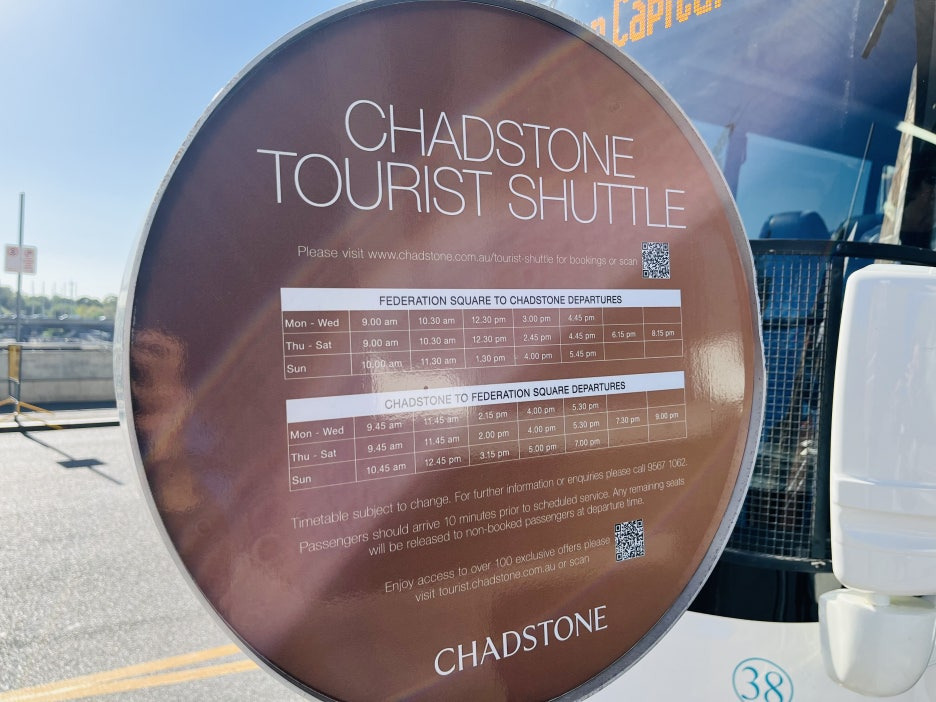 CHADSTONE
TOURIST SHUTTLE
Please visit www.chadstone.com.au/tourist-shuttle for bookings or scan
FEDERATION SQUARE TO CHADSTONE DEPARTURES
Mon - Wed 9.00 am 10.30 am 12.30 pm 3.00 pm 4.45 pm
Thu - Sat 9.00 am 10.30 am 12.30 pm 2.45 pm 4.45 pm 6.15 pm 8.15 pm
Sun 10.00 am 11.30 am 1.30 pm 4.00 pm 5.45 pm
CHADSTONE TO FEDERATION SQUARE DEPARTURES
Mon - Wed 9.45 am 11.45 am 2.15 pm 4.00 pm 5.30 pm
Thu - Sat 9.45 am 11.45 am 2.00 pm 4.00 pm 5.30 pm 7.30 pm 9.00 pm
Sun 10.45 am 12.45 pm 3.15 pm 5.00 pm 7.00 pm
Timetable subject to change. For further information or enquiries please call 9567 1062.
Passengers should arrive 10 minutes prior to scheduled service. Any remaining seats
will be released to non-booked passengers at departure time.
Enjoy access to over 100 exclusive offers please
visit tourist.chadstone.com.au or scan
CHADSTONE
38